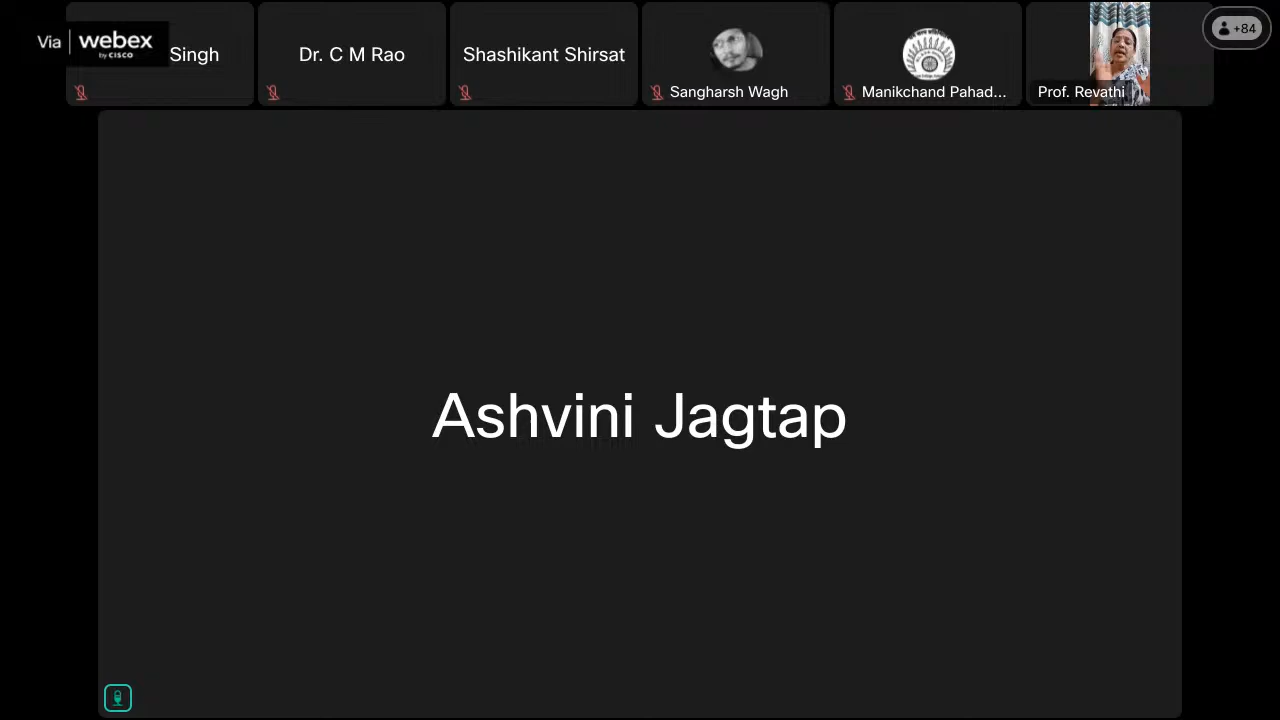 Via webex
by CISCO
Singh
Dr. C M Rao
Shashikant Shirsat
Sangharsh Wagh
Manikchand Pahad...
Prof. Revathi
+84
Ashvini Jagtap